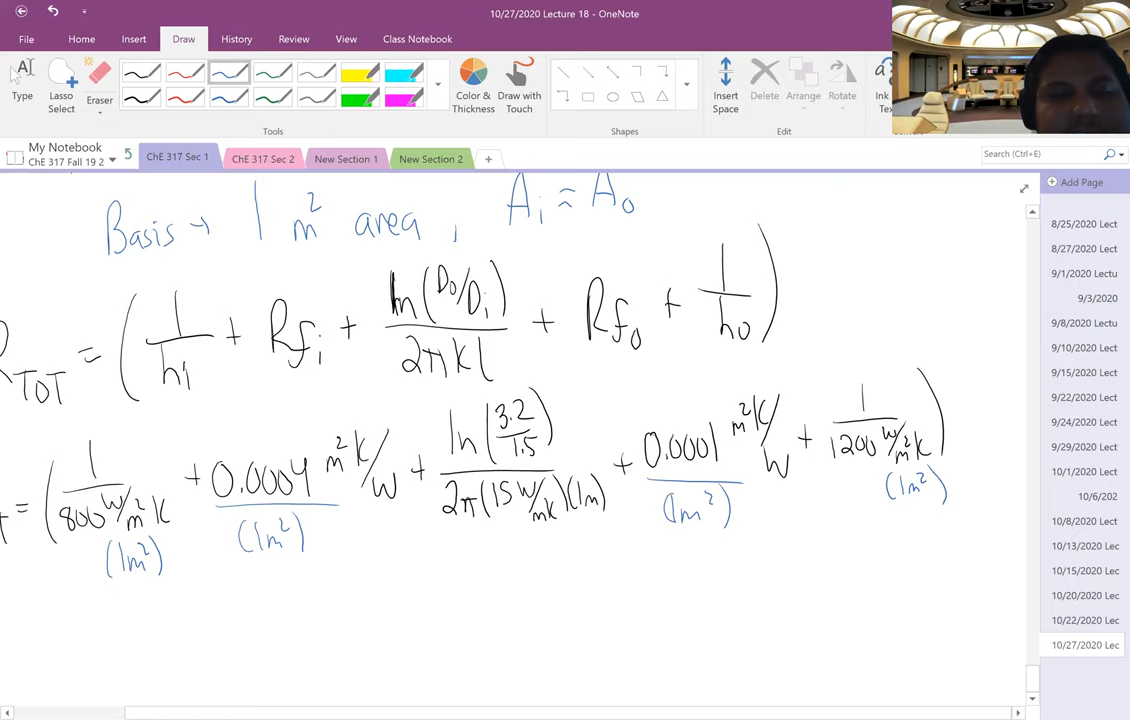 10/27/2020 Lecture 18 - OneNote
File Home Insert Draw History Review View Class Notebook
Type
Lasso Select
Eraser
Color & Thickness
Draw with Touch
Insert Space
Delete
Arrange
Rotate
Tools
Shapes
Edit
My Notebook
ChE 317 Fall 19 2
ChE 317 Sec 1
ChE 317 Sec 2
New Section 1
New Section 2
Search (Ctrl+E)
Add Page
8/25/2020 Lect
8/27/2020 Lect
9/1/2020 Lectu
9/3/2020
9/8/2020 Lectu
9/10/2020 Lect
9/15/2020 Lect
9/22/2020 Lect
9/24/2020 Lect
9/29/2020 Lect
10/1/2020 Lect
10/6/202
10/8/2020 Lect
10/13/2020 Lect
10/15/2020 Lect
10/20/2020 Lec
10/22/2020 Lec
10/27/2020 Lec
Basis → 1 m² area, Ai ≈ Ao
RTOT = (1/hi + Rfi + ln(Do/Di)/2πkl + Rfo + 1/ho)
= (1/800 W/m²K (1m²) + 0.0004 m²K/W/(1m²) + ln(3.2/1.5)/2π(15 W/mK)(1m) + 0.0001 m²K/W/(1m²) + 1/1200 W/m²K (1m²))